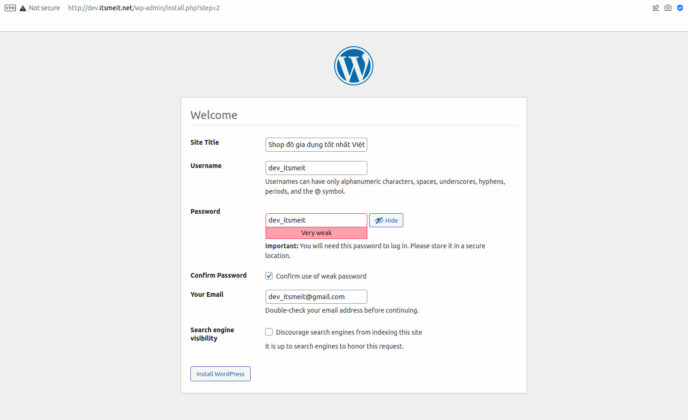 VPN Not secure http://dev.itsmeit.net/wp-admin/install.php?step=2
Welcome
Site Title Shop đồ gia dụng tốt nhất Việt
Username dev_itsmeit
Usernames can have only alphanumeric characters, spaces, underscores, hyphens,
periods, and the @ symbol.
Password dev_itsmeit Hide
Very weak
Important: You will need this password to log in. Please store it in a secure
location.
Confirm Password Confirm use of weak password
Your Email dev_itsmeit@gmail.com
Double-check your email address before continuing.
Search engine
visibility
Discourage search engines from indexing this site
It is up to search engines to honor this request.
Install WordPress